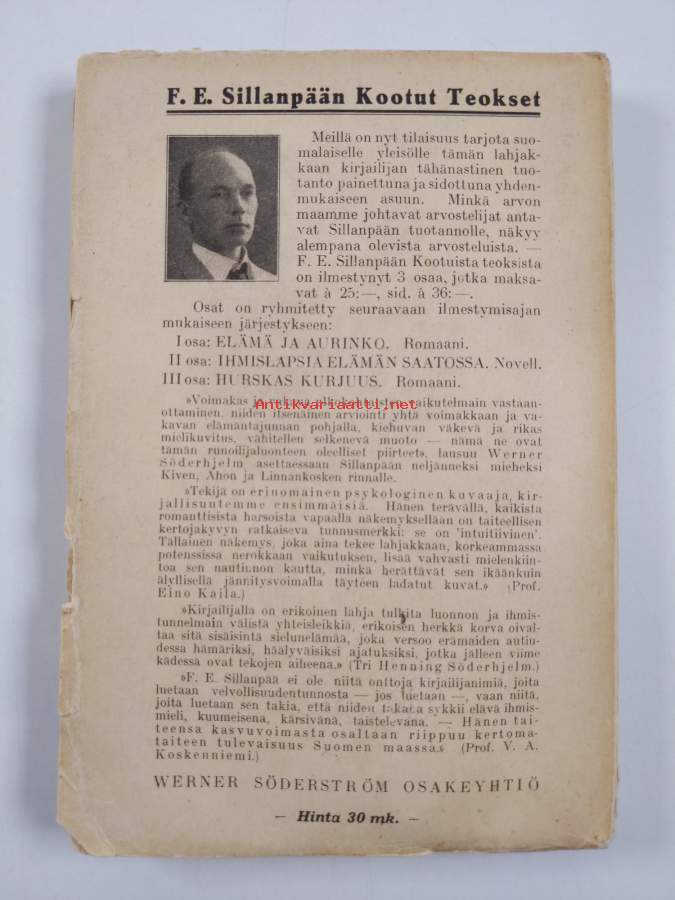 F. E. Sillanpään Kootut Teokset
Meillä on nyt tilaisuus tarjota suo-
malaiselle yleisölle tämän lahjak-
kaan kirjailijan tähänastinen tuo-
tanto painettuna ja sidottuna yhden-
mukaiseen asuun. Minkä arvon
maamme johtavat arvostelijat anta-
vat Sillanpään tuotannolle, näkyy
alempana olevista arvosteluista. —
F. E. Sillanpään Kootuista teoksista
on ilmestynyt 3 osaa, jotka maksa-
vat à 25:—, sid. à 36:—.
Osat on ryhmitetty seuraavaan ilmestymisajan
mukaiseen järjestykseen:
I osa: ELÄMÄ JA AURINKO. Romaani.
II osa: IHMISLAPSIA ELÄMÄN SAATOSSA. Novell.
III osa: HURSKAS KURJUUS. Romaani.
»Voimakas ja vakava ulkokohtaisten vaikutelmain vastaan-
Antikvariaatti.net
ottaminen, niiden itsenäinen arviointi yhtä voimakkaan ja va-
kavan elämäntajunnan pohjalla, kiehuvan väkevä ja rikas
mielikuvitus, vähitellen selkenevä muoto — nämä ne ovat
tämän runoilijaluonteen oleelliset piirteet», lausuu Werner
Söderhjelm asettaessaan Sillanpään neljänneksi mieheksi
Kiven, Ahon ja Linnankosken rinnalle.
»Tekijä on erinomainen psykologinen kuvaaja, kir-
jallisuutemme ensimmäisiä. Hänen terävällä, kaikista
romanttisista harsoista vapaalla näkemyksellään on taiteellisen
kertojakyvyn ratkaiseva tunnusmerkki: se on 'intuitiivinen'.
Tällainen näkemys, joka aina tekee lahjakkaan, korkeammassa
potenssissa nerokkaan vaikutuksen, lisää vahvasti mielenkiin-
toa sen nautinnon kautta, minkä herättävät sen ikäänkuin
älyllisellä jännitysvoimalla täyteen ladatut kuvat.» (Prof.
Eino Kaila.)
»Kirjailijalla on erikoinen lahja tulkita luonnon ja ihmis-
tunnelmain välistä yhteisleikkiä, erikoisen herkkä korva oival-
taa sitä sisäisintä sielunelämää, joka versoo erämaiden autiu-
dessa hämäriksi, häälyväisiksi ajatuksiksi, jotka jälleen viime
kädessä ovat tekojen aiheena.» (Tri Henning Söderhjelm.)
»F. E. Sillanpää ei ole niitä onttoja kirjailijanimiä, joita
luetaan velvollisuudentunnosta — jos luetaan —, vaan niitä,
joita luetaan sen takia, että niiden takana sykkii elävä ihmis-
mieli, kuumeisena, kärsivänä, taistelevana. — Hänen tai-
teensa kasvuvoimasta osaltaan riippuu kertoma-
taiteen tulevaisuus Suomen maassa.» (Prof. V. A.
Koskenniemi.)
WERNER SÖDERSTRÖM OSAKEYHTIÖ
— Hinta 30 mk. —